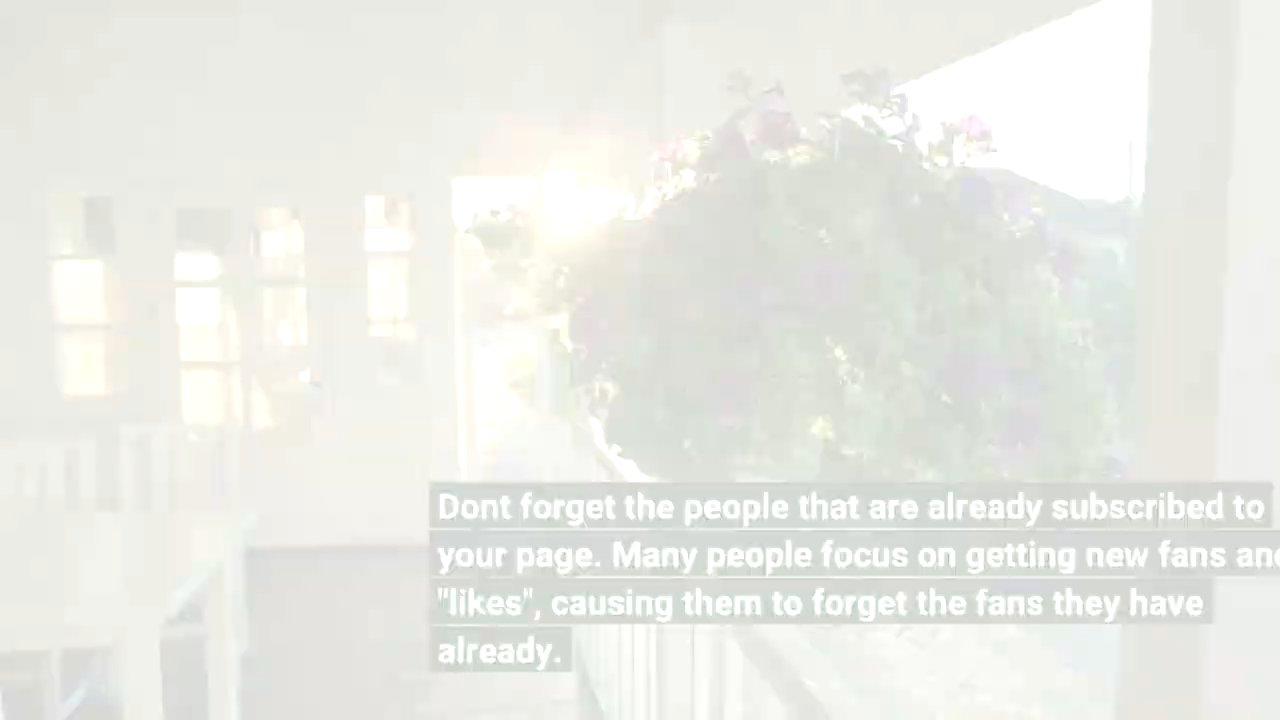 Dont forget the people that are already subscribed to
your page. Many people focus on getting new fans and
"likes", causing them to forget the fans they have
already.